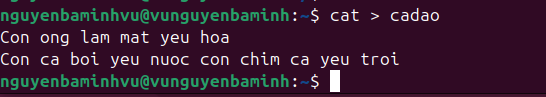 nguyenbaminhvu@vunguyenbaminh:~$ cat > cadao
Con ong lam mat yeu hoa
Con ca boi yeu nuoc con chim ca yeu troi
nguyenbaminhvu@vunguyenbaminh:~$